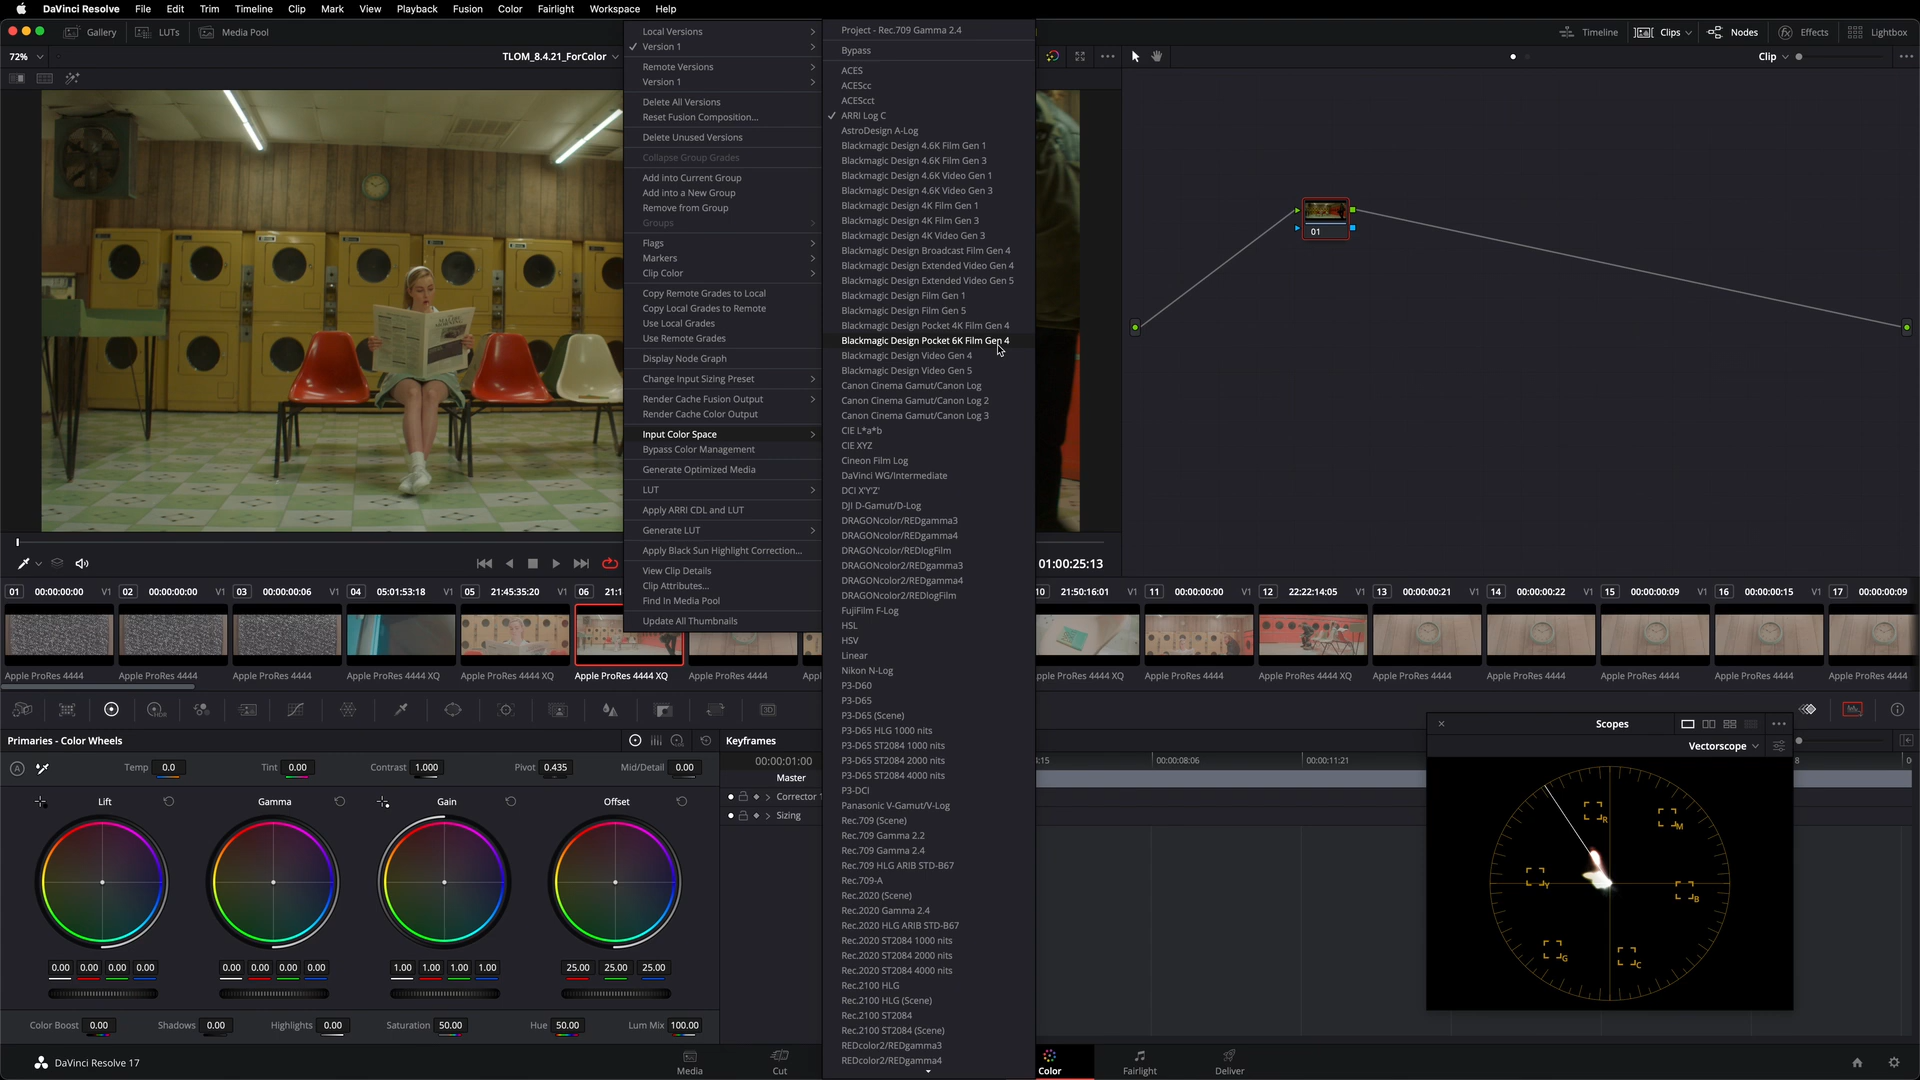 DaVinci Resolve File Edit Trim Timeline Clip Mark View Playback Fusion Color Fairlight Workspace Help
Gallery LUTs Media Pool
Timeline Clips Nodes Effects Lightbox
72%
TLOM_8.4.21_ForColor
Clip
Local Versions
Version 1
Remote Versions
Version 1
Delete All Versions
Reset Fusion Composition...
Delete Unused Versions
Collapse Group Grades
Add into Current Group
Add into a New Group
Remove from Group
Groups
Flags
Markers
Clip Color
Copy Remote Grades to Local
Copy Local Grades to Remote
Use Local Grades
Use Remote Grades
Display Node Graph
Change Input Sizing Preset
Render Cache Fusion Output
Render Cache Color Output
Input Color Space
Bypass Color Management
Generate Optimized Media
LUT
Apply ARRI CDL and LUT
Generate LUT
Apply Black Sun Highlight Correction...
View Clip Details
Clip Attributes...
Find In Media Pool
Update All Thumbnails
Project - Rec.709 Gamma 2.4
Bypass
ACES
ACEScc
ACEScct
ARRI Log C
AstroDesign A-Log
Blackmagic Design 4.6K Film Gen 1
Blackmagic Design 4.6K Film Gen 3
Blackmagic Design 4.6K Video Gen 1
Blackmagic Design 4.6K Video Gen 3
Blackmagic Design 4K Film Gen 1
Blackmagic Design 4K Film Gen 3
Blackmagic Design 4K Video Gen 3
Blackmagic Design Broadcast Film Gen 4
Blackmagic Design Extended Video Gen 4
Blackmagic Design Extended Video Gen 5
Blackmagic Design Film Gen 1
Blackmagic Design Film Gen 5
Blackmagic Design Pocket 4K Film Gen 4
Blackmagic Design Pocket 6K Film Gen 4
Blackmagic Design Video Gen 4
Blackmagic Design Video Gen 5
Canon Cinema Gamut/Canon Log
Canon Cinema Gamut/Canon Log 2
Canon Cinema Gamut/Canon Log 3
CIE L*a*b
CIE XYZ
Cineon Film Log
DaVinci WG/Intermediate
DCI X'Y'Z'
DJI D-Gamut/D-Log
DRAGONcolor/REDgamma3
DRAGONcolor/REDgamma4
DRAGONcolor/REDlogFilm
DRAGONcolor2/REDgamma3
DRAGONcolor2/REDgamma4
DRAGONcolor2/REDlogFilm
FujiFilm F-Log
HSL
HSV
Linear
Nikon N-Log
P3-D60
P3-D65
P3-D65 (Scene)
P3-D65 HLG 1000 nits
P3-D65 ST2084 1000 nits
P3-D65 ST2084 2000 nits
P3-D65 ST2084 4000 nits
P3-DCI
Panasonic V-Gamut/V-Log
Rec.709 (Scene)
Rec.709 Gamma 2.2
Rec.709 Gamma 2.4
Rec.709 HLG ARIB STD-B67
Rec.709-A
Rec.2020 (Scene)
Rec.2020 Gamma 2.4
Rec.2020 HLG ARIB STD-B67
Rec.2020 ST2084 1000 nits
Rec.2020 ST2084 2000 nits
Rec.2020 ST2084 4000 nits
Rec.2100 HLG
Rec.2100 HLG (Scene)
Rec.2100 ST2084
Rec.2100 ST2084 (Scene)
REDcolor2/REDgamma3
REDcolor2/REDgamma4
01
01:00:25:13
01 00:00:00:00 V1 02 00:00:00:00 V1 03 00:00:00:06 V1 04 05:01:53:18 V1 05 21:45:35:20 V1 06 21:1
10 21:50:16:01 V1 11 00:00:00:00 V1 12 22:22:14:05 V1 13 00:00:00:21 V1 14 00:00:00:22 V1 15 00:00:00:09 V1 16 00:00:00:15 V1 17 00:00:00:09
Apple ProRes 4444 Apple ProRes 4444 Apple ProRes 4444 Apple ProRes 4444 XQ Apple ProRes 4444 XQ Apple ProRes 4444 XQ Apple ProRes 4444 Appl
pple ProRes 4444 XQ Apple ProRes 4444 Apple ProRes 4444 XQ Apple ProRes 4444 Apple ProRes 4444 Apple ProRes 4444 Apple ProRes 4444 Apple ProRes 4444
Primaries - Color Wheels
Temp 0.0 Tint 0.00 Contrast 1.000 Pivot 0.435 Mid/Detail 0.00
Lift Gamma Gain Offset
0.00 0.00 0.00 0.00 0.00 0.00 0.00 0.00 1.00 1.00 1.00 1.00 25.00 25.00 25.00
Color Boost 0.00 Shadows 0.00 Highlights 0.00 Saturation 50.00 Hue 50.00 Lum Mix 100.00
Keyframes
00:00:01:00
Master
Corrector 1
Sizing
:15 00:00:08:06 00:00:11:21
Scopes
Vectorscope
R
M
Y
B
G
C
DaVinci Resolve 17
Media Cut Color Fairlight Deliver